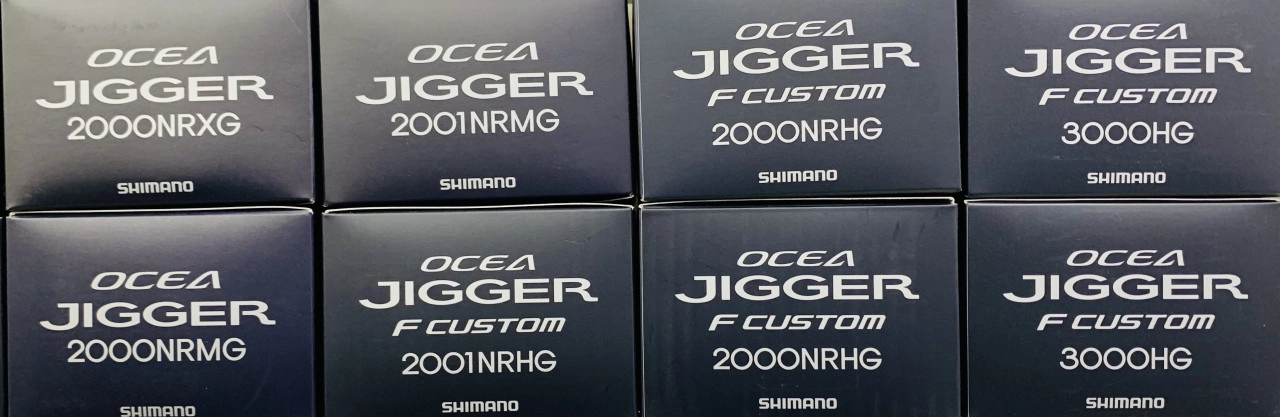 OCEA
JIGGER
2000NRXG
SHIMANO
OCEA
JIGGER
2001NRMG
SHIMANO
OCEA
JIGGER
F CUSTOM
2000NRHG
SHIMANO
OCEA
JIGGER
F CUSTOM
3000HG
SHIMANO
OCEA
JIGGER
2000NRMG
SHIMANO
OCEA
JIGGER
F CUSTOM
2001NRHG
SHIMANO
OCEA
JIGGER
F CUSTOM
2000NRHG
SHIMANO
OCEA
JIGGER
F CUSTOM
3000HG
SHIMANO